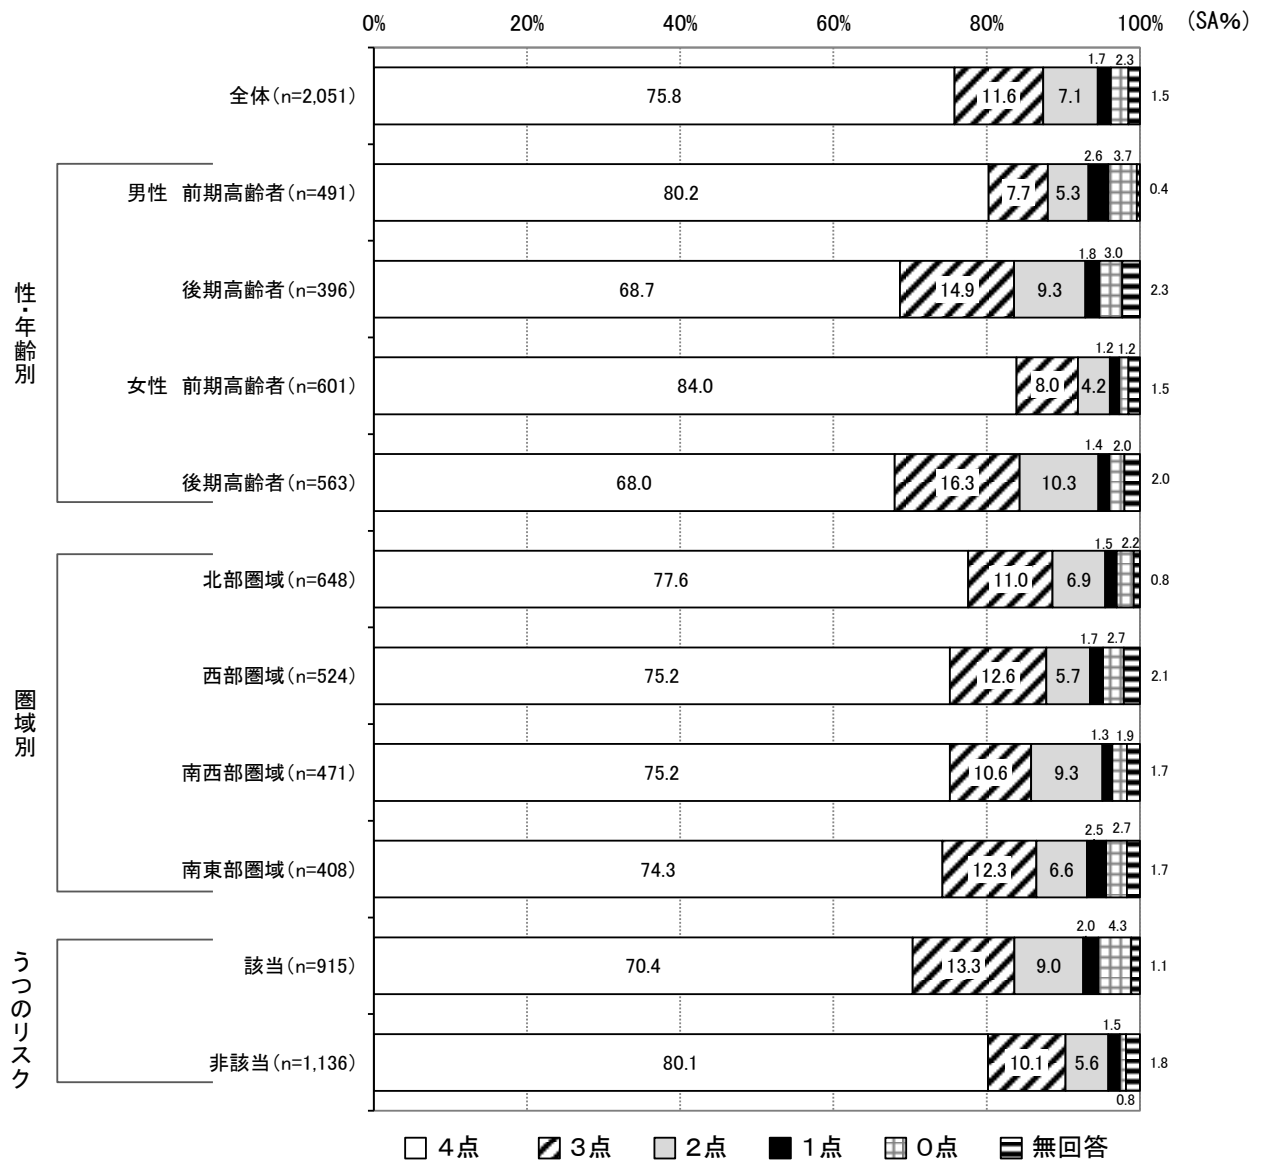 0% 20% 40% 60% 80% 100% (SA%)
1.7 2.3
全体(n=2,051) 75.8 11.6 7.1 1.5
2.6 3.7
男性 前期高齢者(n=491) 80.2 7.7 5.3 0.4
1.8 3.0
後期高齢者(n=396) 68.7 14.9 9.3 2.3
1.2 1.2
女性 前期高齢者(n=601) 84.0 8.0 4.2 1.5
1.4 2.0
後期高齢者(n=563) 68.0 16.3 10.3 2.0
性・年齢別
1.5 2.2
北部圏域(n=648) 77.6 11.0 6.9 0.8
1.7 2.7
西部圏域(n=524) 75.2 12.6 5.7 2.1
1.3 1.9
南西部圏域(n=471) 75.2 10.6 9.3 1.7
2.5 2.7
南東部圏域(n=408) 74.3 12.3 6.6 1.7
圏域別
2.0 4.3
該当(n=915) 70.4 13.3 9.0 1.1
1.5
非該当(n=1,136) 80.1 10.1 5.6 1.8
0.8
うつのリスク
4点 3点 2点 1点 0点 無回答